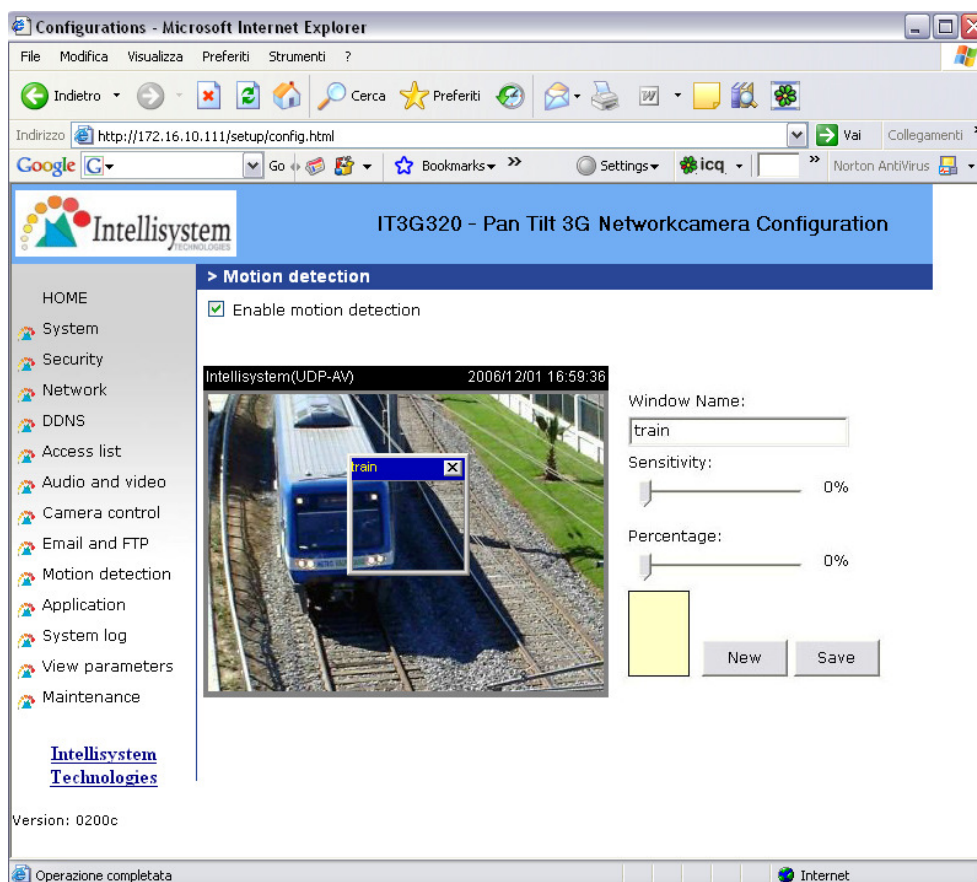 Configurations - Microsoft Internet Explorer
File Modifica Visualizza Preferiti Strumenti ?
Indietro Cerca Preferiti
Indirizzo http://172.16.10.111/setup/config.html Vai Collegamenti
Google G Go Bookmarks Settings icq Norton AntiVirus
Intellisystem
TECHNOLOGIES
IT3G320 - Pan Tilt 3G Networkcamera Configuration
> Motion detection
HOME
System
Security
Network
DDNS
Access list
Audio and video
Camera control
Email and FTP
Motion detection
Application
System log
View parameters
Maintenance
Intellisystem
Technologies
Version: 0200c
Enable motion detection
Intellisystem(UDP-AV) 2006/12/01 16:59:36
train
Window Name:
train
Sensitivity:
0%
Percentage:
0%
New Save
Operazione completata Internet